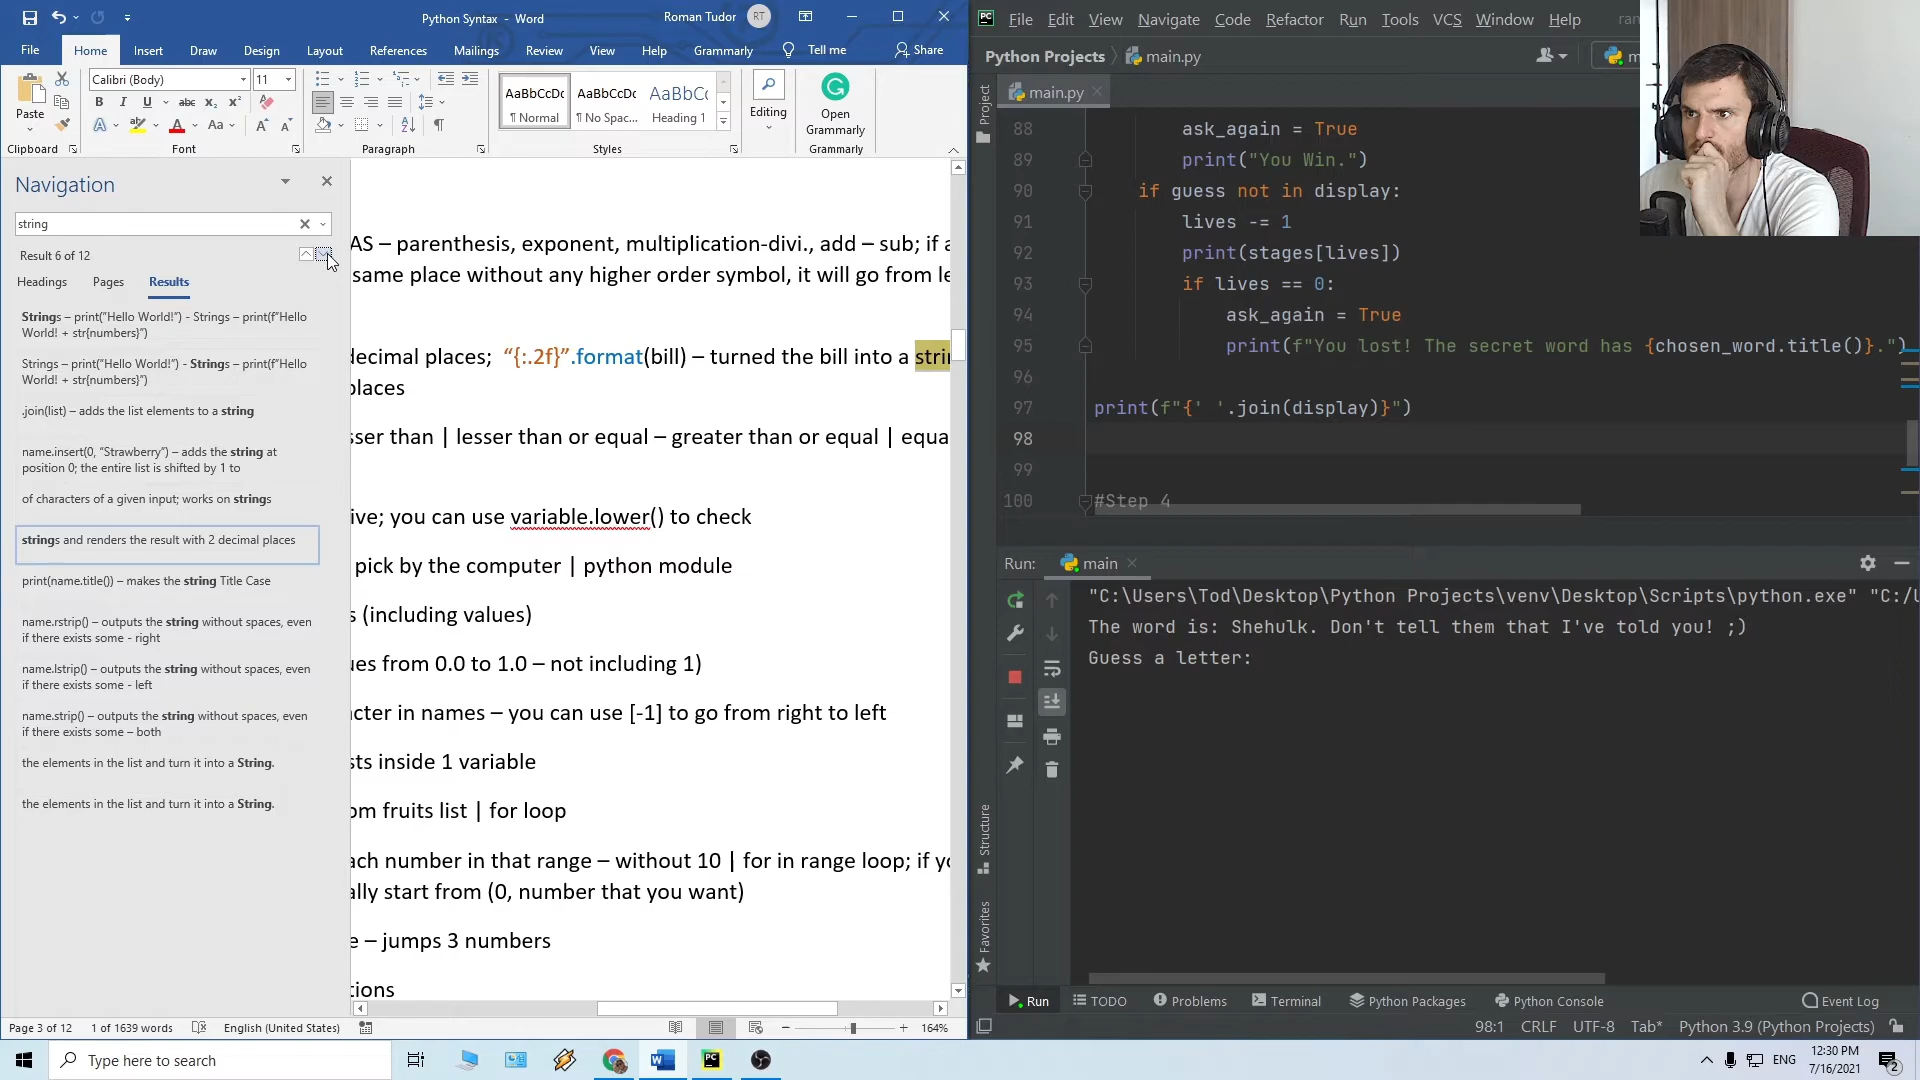 Python Syntax - Word
Roman Tudor
RT
File
Home
Insert
Draw
Design
Layout
References
Mailings
Review
View
Help
Grammarly
Tell me
Share
Paste
Calibri (Body)
11
Clipboard
Font
Paragraph
AaBbCcDc
¶ Normal
AaBbCcDc
¶ No Spac...
AaBbCc
Heading 1
Styles
Editing
Open
Grammarly
Grammarly
Navigation
string
Result 6 of 12
Headings
Pages
Results
Strings – print("Hello World!") - Strings – print(f"Hello
World! + str{numbers}")
Strings – print("Hello World!") - Strings – print(f"Hello
World! + str{numbers}")
.join(list) – adds the list elements to a string
name.insert(0, "Strawberry") – adds the string at
position 0; the entire list is shifted by 1 to
of characters of a given input; works on strings
strings and renders the result with 2 decimal places
print(name.title()) – makes the string Title Case
name.rstrip() – outputs the string without spaces, even
if there exists some - right
name.lstrip() – outputs the string without spaces, even
if there exists some - left
name.strip() – outputs the string without spaces, even
if there exists some – both
the elements in the list and turn it into a String.
the elements in the list and turn it into a String.
AS – parenthesis, exponent, multiplication-divi., add – sub; if a
same place without any higher order symbol, it will go from le
decimal places; “{:.2f}”.format(bill) – turned the bill into a strin
places
sser than | lesser than or equal – greater than or equal | equa
ive; you can use variable.lower() to check
pick by the computer | python module
s (including values)
ues from 0.0 to 1.0 – not including 1)
acter in names – you can use [-1] to go from right to left
sts inside 1 variable
om fruits list | for loop
ach number in that range – without 10 | for in range loop; if yo
ally start from (0, number that you want)
e – jumps 3 numbers
tions
Page 3 of 12
1 of 1639 words
English (United States)
164%
PC
File
Edit
View
Navigate
Code
Refactor
Run
Tools
VCS
Window
Help
Python Projects
main.py
main.py
Project
88 ask_again = True
89 print("You Win.")
90 if guess not in display:
91 lives -= 1
92 print(stages[lives])
93 if lives == 0:
94 ask_again = True
95 print(f"You lost! The secret word has {chosen_word.title()}.")
96
97 print(f"{' '.join(display)}")
98
99
100 #Step 4
Run:
main
"C:\Users\Tod\Desktop\Python Projects\venv\Desktop\Scripts\python.exe" "C:/U
The word is: Shehulk. Don't tell them that I've told you! ;)
Guess a letter:
Structure
Favorites
Run
TODO
Problems
Terminal
Python Packages
Python Console
Event Log
98:1
CRLF
UTF-8
Tab*
Python 3.9 (Python Projects)
Type here to search
ENG
12:30 PM
7/16/2021
2